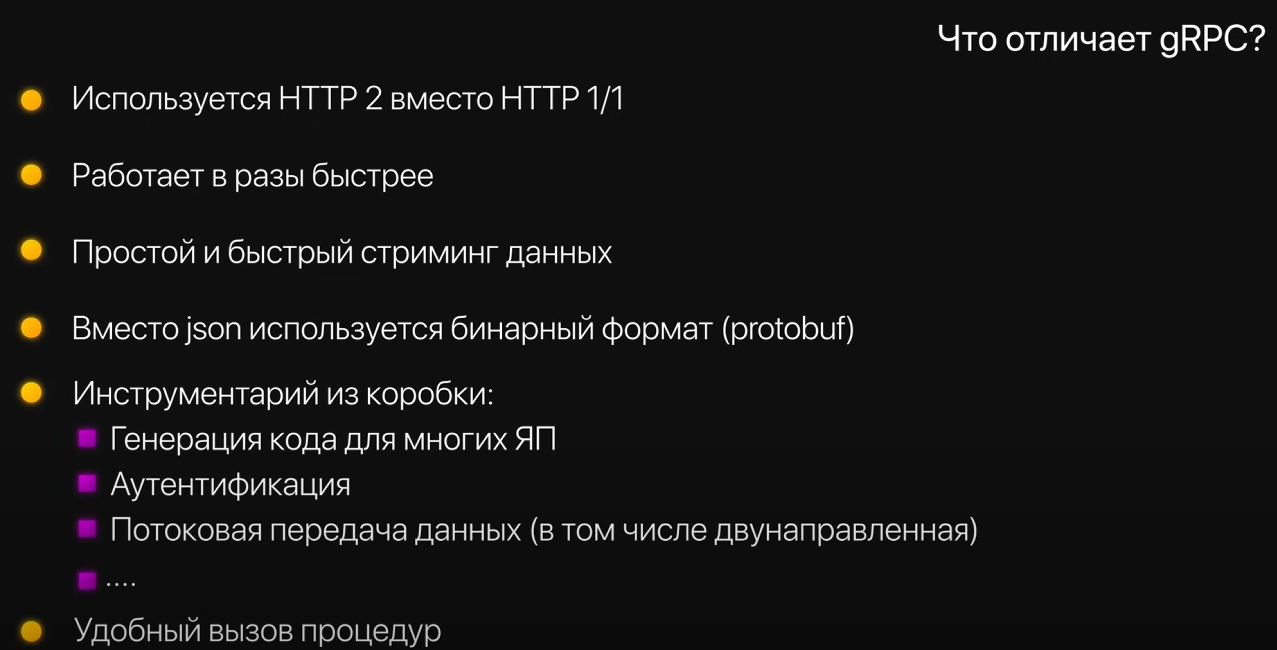 Что отличает gRPC?
Используется HTTP 2 вместо HTTP 1/1
Работает в разы быстрее
Простой и быстрый стриминг данных
Вместо json используется бинарный формат (protobuf)
Инструментарий из коробки:
Генерация кода для многих ЯП
Аутентификация
Потоковая передача данных (в том числе двунаправленная)
....
Удобный вызов процедур